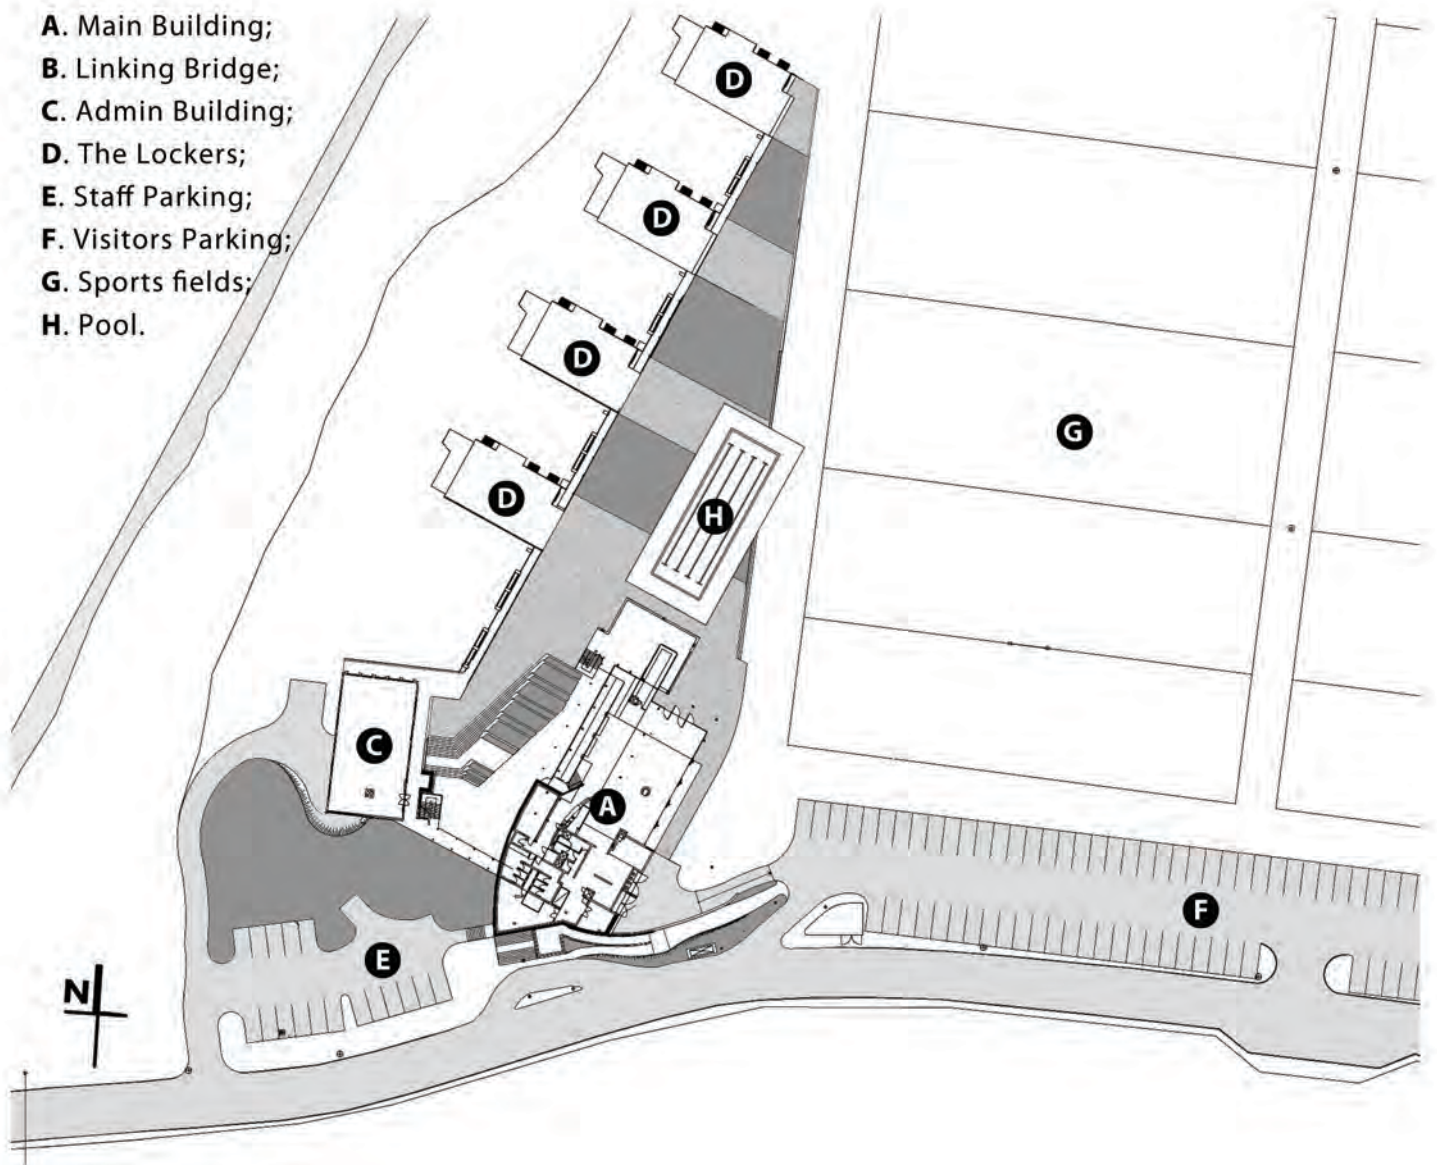 A. Main Building;
B. Linking Bridge;
C. Admin Building;
D. The Lockers;
E. Staff Parking;
F. Visitors Parking;
G. Sports fields;
H. Pool.
D
D
D
G
D
H
C
A
F
E
N